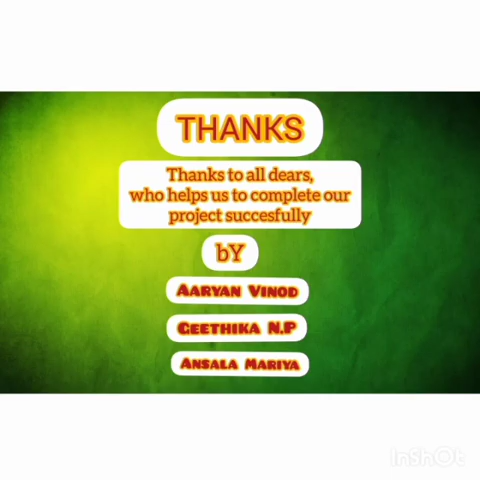 THANKS
Thanks to all dears,
who helps us to complete our
project succesfully
bY
Aaryan Vinod
Geethika N.P
Ansala Mariya
InShOt